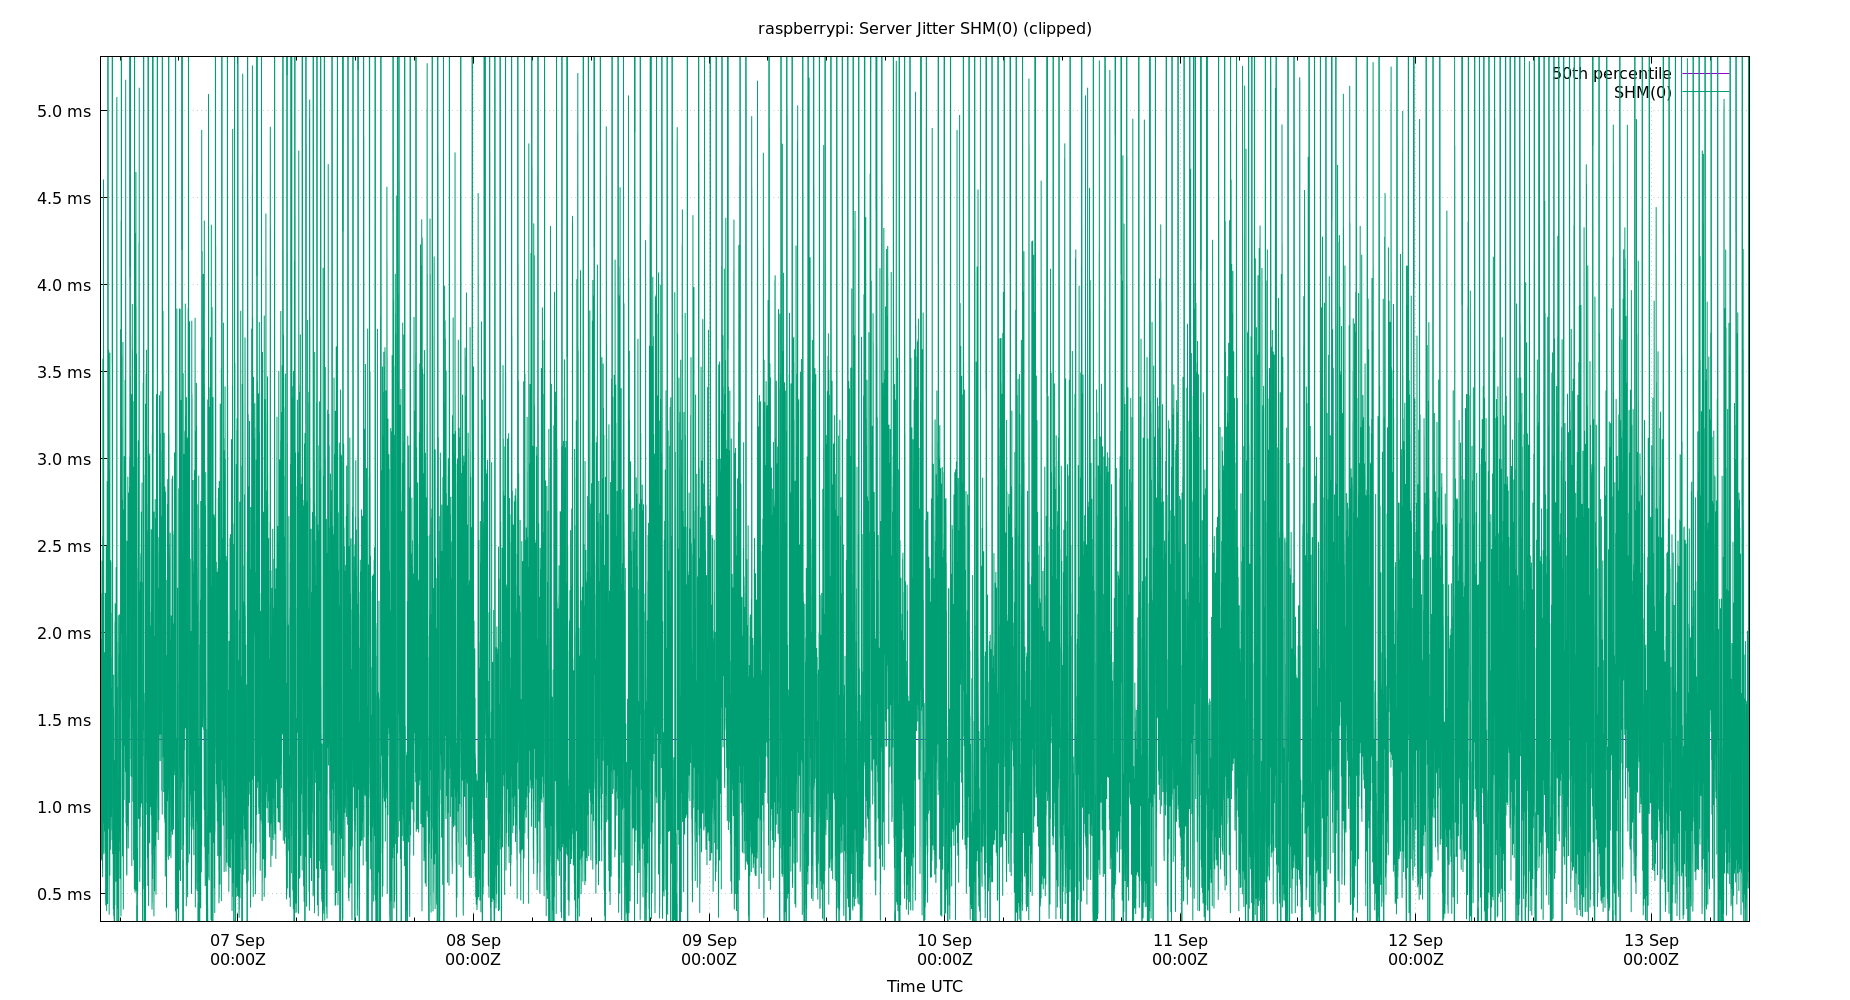 raspberrypi: Server Jitter SHM(0) (clipped)
50th percentile
SHM(0)
5.0 ms
4.5 ms
4.0 ms
3.5 ms
3.0 ms
2.5 ms
2.0 ms
1.5 ms
1.0 ms
0.5 ms
07 Sep 08 Sep 09 Sep 10 Sep 11 Sep 12 Sep 13 Sep
00:00Z 00:00Z 00:00Z 00:00Z 00:00Z 00:00Z 00:00Z
Time UTC